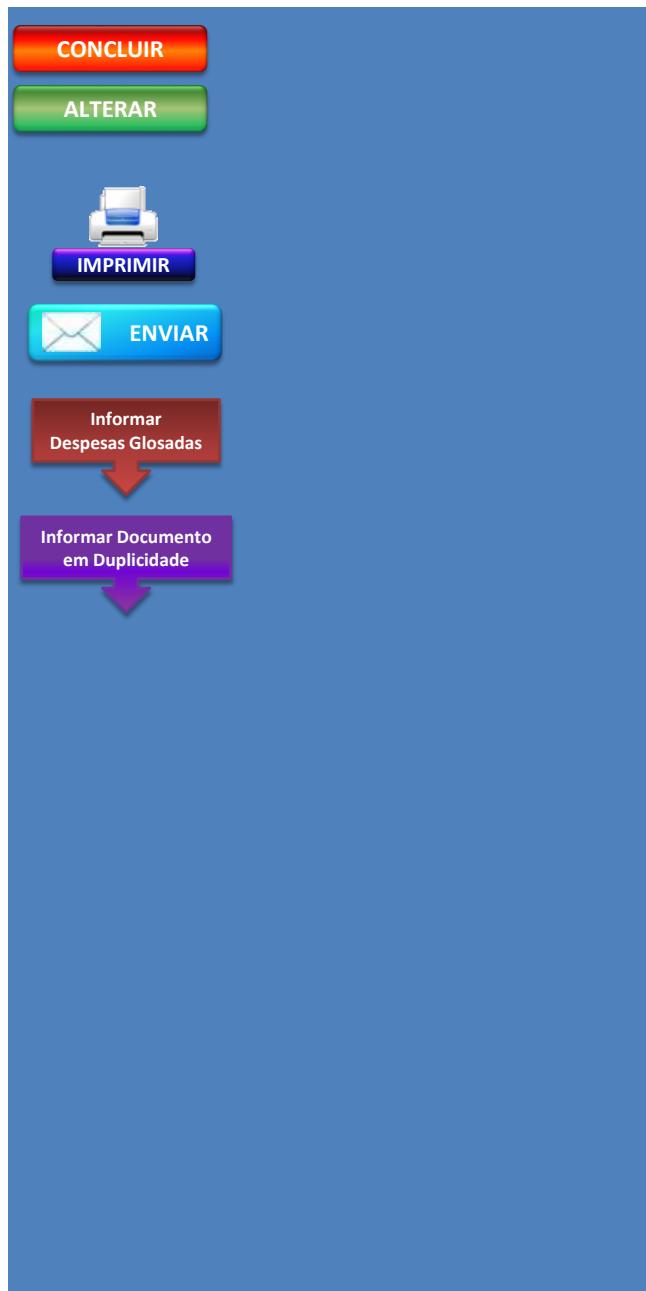 CONCLUIR
ALTERAR
IMPRIMIR
ENVIAR
Informar
Despesas Glosadas
Informar Documento
em Duplicidade